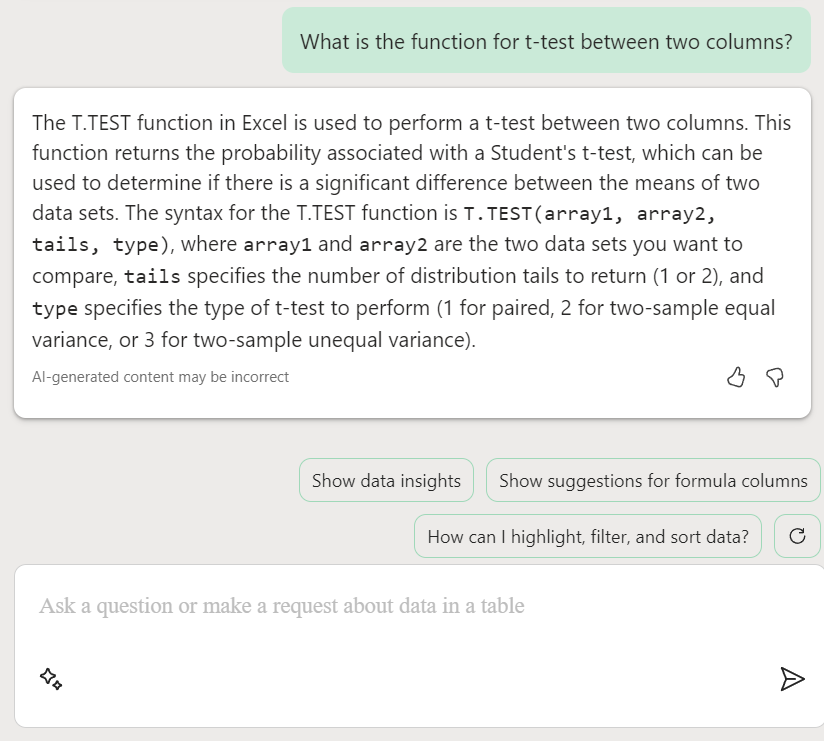 What is the function for t-test between two columns?
The T.TEST function in Excel is used to perform a t-test between two columns. This
function returns the probability associated with a Student's t-test, which can be
used to determine if there is a significant difference between the means of two
data sets. The syntax for the T.TEST function is T.TEST(array1, array2,
tails, type), where array1 and array2 are the two data sets you want to
compare, tails specifies the number of distribution tails to return (1 or 2), and
type specifies the type of t-test to perform (1 for paired, 2 for two-sample equal
variance, or 3 for two-sample unequal variance).
AI-generated content may be incorrect
Show data insights
Show suggestions for formula columns
How can I highlight, filter, and sort data?
Ask a question or make a request about data in a table